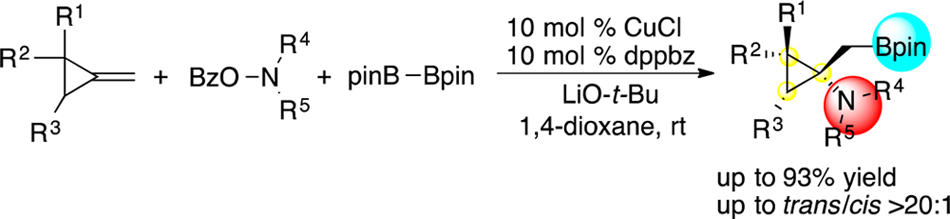 R¹
R²
R³
+
BzO–N
R⁴
R⁵
+ pinB–Bpin
10 mol % CuCl
10 mol % dppbz
LiO-t-Bu
1,4-dioxane, rt
R¹
R²
R³
Bpin
N
R⁴
R⁵
up to 93% yield
up to trans/cis >20:1